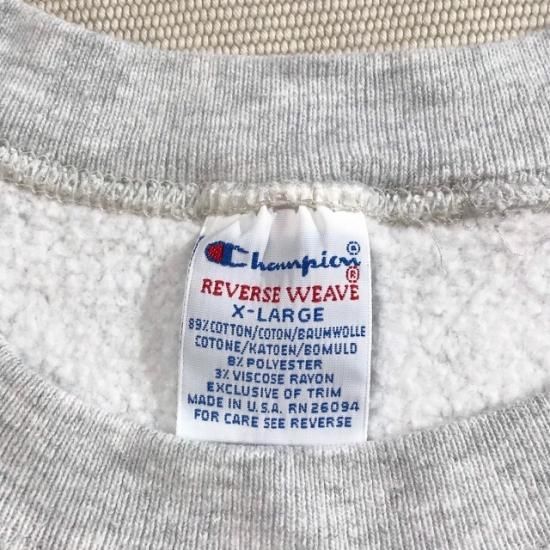 Champion®
REVERSE WEAVE®
X-LARGE
89% COTTON/COTON/BAUMWOLLE
COTONE/KATOEN/BOMULD
8% POLYESTER
3% VISCOSE RAYON
EXCLUSIVE OF TRIM
MADE IN U.S.A. RN 26094
FOR CARE SEE REVERSE